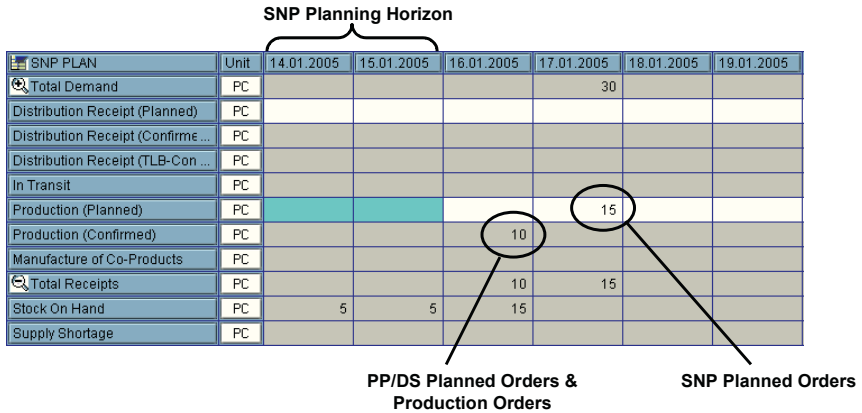 SNP Planning Horizon
SNP PLAN Unit 14.01.2005 15.01.2005 16.01.2005 17.01.2005 18.01.2005 19.01.2005
Total Demand PC 30
Distribution Receipt (Planned) PC
Distribution Receipt (Confirme ... PC
Distribution Receipt (TLB-Con ... PC
In Transit PC
Production (Planned) PC 15
Production (Confirmed) PC 10
Manufacture of Co-Products PC
Total Receipts PC 10 15
Stock On Hand PC 5 5 15
Supply Shortage PC
PP/DS Planned Orders & SNP Planned Orders
Production Orders